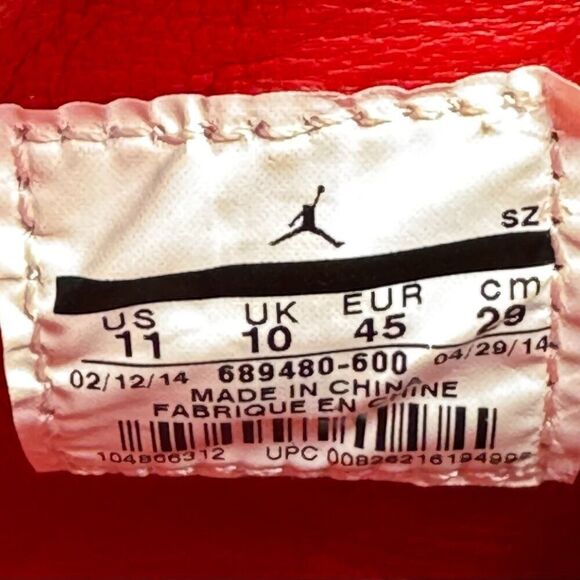 SZ
US UK EUR cm
11 10 45 29
02/12/14 689480-600 04/29/14
MADE IN CHINA
FABRIQUE EN CHINE
104806312 UPC